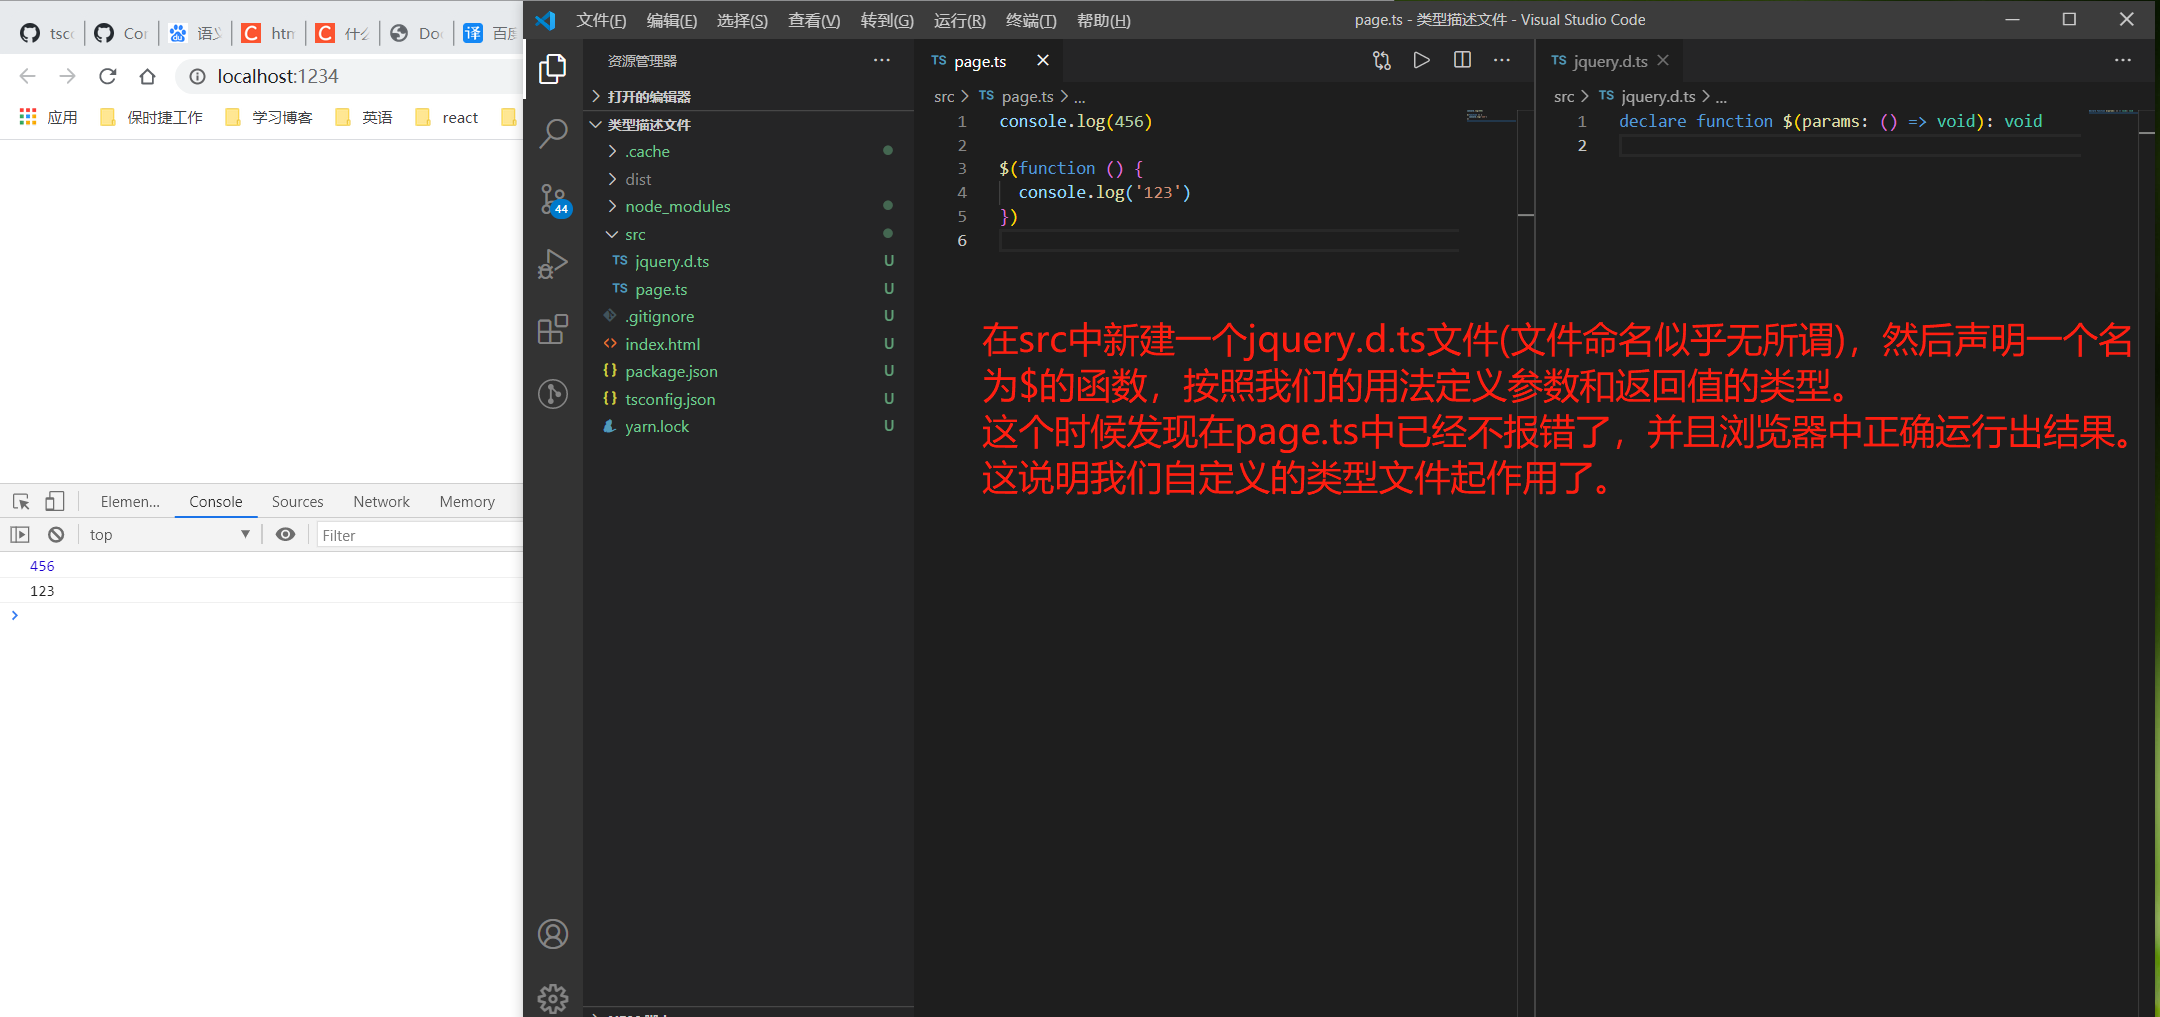 tscc
Cor
语义
htn
什么
Doc
百度
localhost:1234
应用
保时捷工作
学习博客
英语
react
Elemen...
Console
Sources
Network
Memory
top
Filter
456
123
文件(F) 编辑(E) 选择(S) 查看(V) 转到(G) 运行(R) 终端(T) 帮助(H)
page.ts - 类型描述文件 - Visual Studio Code
44
资源管理器
打开的编辑器
类型描述文件
.cache
dist
node_modules
src
TS jquery.d.ts U
TS page.ts U
.gitignore U
index.html U
{} package.json U
{} tsconfig.json U
yarn.lock U
TS page.ts
src > TS page.ts > ...
1 console.log(456)
2
3 $(function () {
4 console.log('123')
5 })
6
TS jquery.d.ts
src > TS jquery.d.ts > ...
1 declare function $(params: () => void): void
2
在src中新建一个jquery.d.ts文件(文件命名似乎无所谓)，然后声明一个名
为$的函数，按照我们的用法定义参数和返回值的类型。
这个时候发现在page.ts中已经不报错了，并且浏览器中正确运行出结果。
这说明我们自定义的类型文件起作用了。